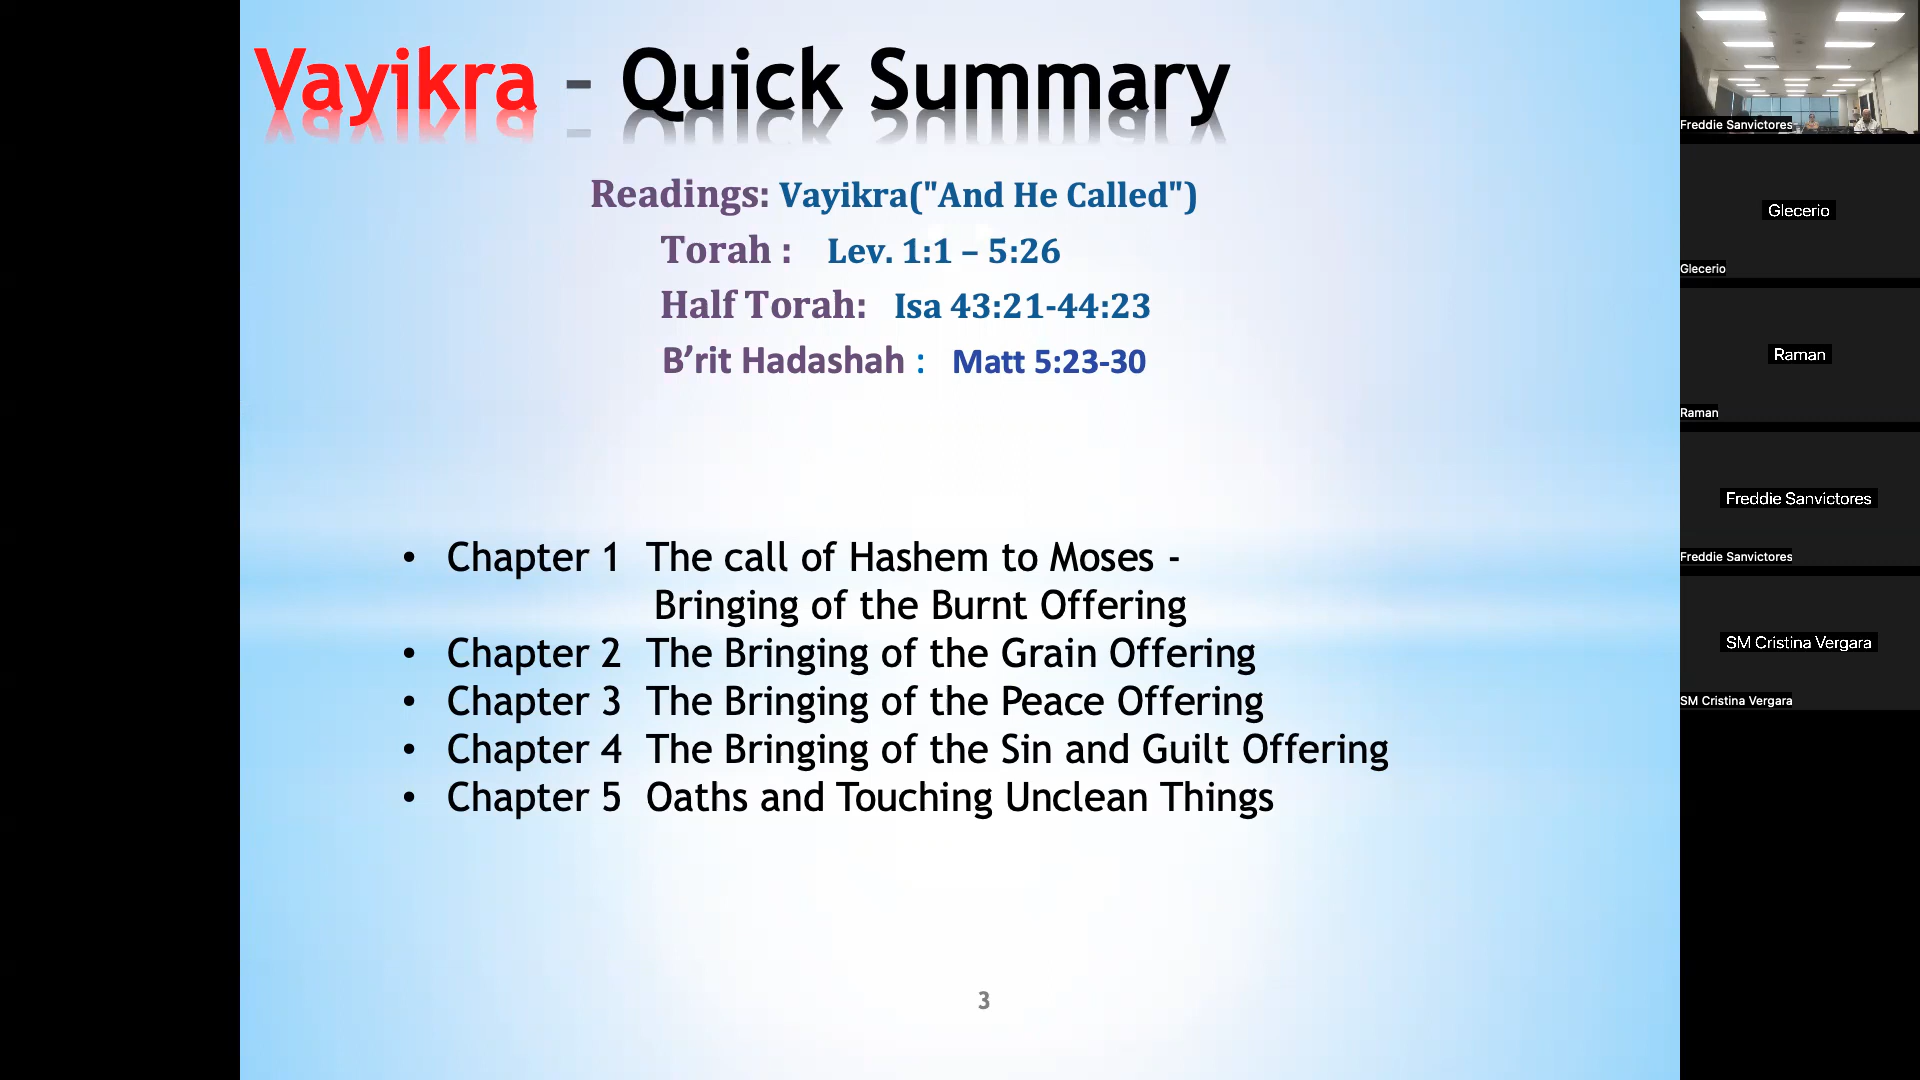 Vayikra - Quick Summary
Readings: Vayikra("And He Called")
Torah : Lev. 1:1 – 5:26
Half Torah: Isa 43:21-44:23
B’rit Hadashah : Matt 5:23-30
• Chapter 1 The call of Hashem to Moses -
Bringing of the Burnt Offering
• Chapter 2 The Bringing of the Grain Offering
• Chapter 3 The Bringing of the Peace Offering
• Chapter 4 The Bringing of the Sin and Guilt Offering
• Chapter 5 Oaths and Touching Unclean Things
3
Freddie Sanvictores
Glecerio
Glecerio
Raman
Raman
Freddie Sanvictores
Freddie Sanvictores
SM Cristina Vergara
SM Cristina Vergara